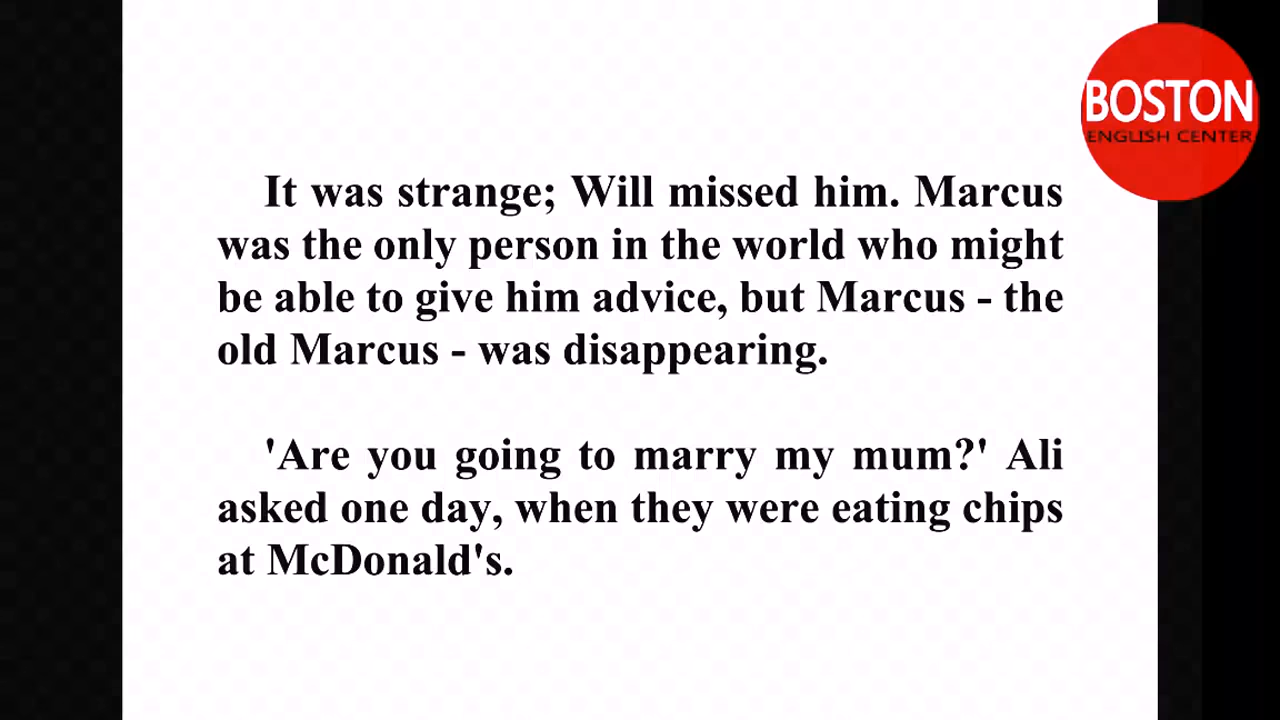 BOSTON
ENGLISH CENTER
It was strange; Will missed him. Marcus
was the only person in the world who might
be able to give him advice, but Marcus - the
old Marcus - was disappearing.
'Are you going to marry my mum?' Ali
asked one day, when they were eating chips
at McDonald's.